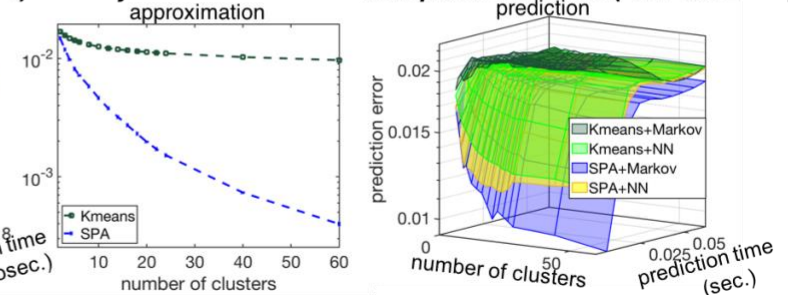 approximation
10-2
10-3
Kmeans
SPA
10 20 30 40 50 60
number of clusters
time
prediction
prediction error
0.02
0.015
0.01
Kmeans+Markov
Kmeans+NN
SPA+Markov
SPA+NN
0
50
number of clusters
0.025
0.05
prediction time
(sec.)